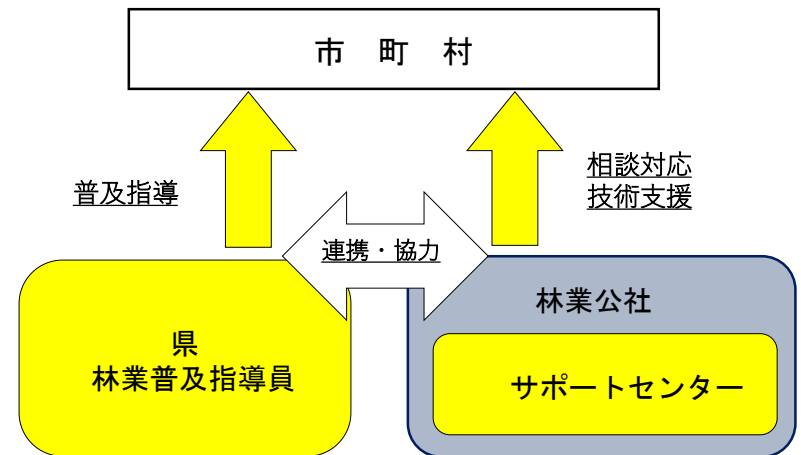 市　町　村
相談対応
技術支援
普及指導
連携・協力
林業公社
県
林業普及指導員
サポートセンター